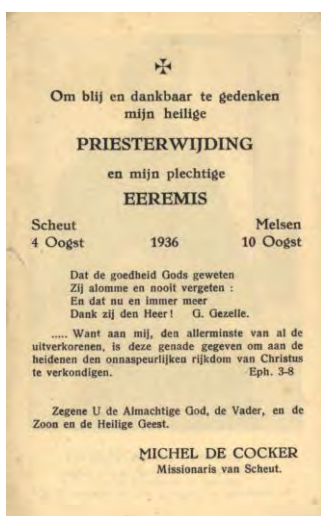 Om blij en dankbaar te gedenken
mijn heilige
PRIESTERWIJDING
en mijn plechtige
EEREMIS
Scheut Melsen
4 Oogst 1936 10 Oogst
Dat de goedheid Gods geweten
Zij alomme en nooit vergeten :
En dat nu en immer meer
Dank zij den Heer ! G. Gezelle.
..... Want aan mij, den allerminste van al de
uitverkorenen, is deze genade gegeven om aan de
heidenen den onnaspeurlijken rijkdom van Christus
te verkondigen. Eph. 3-8
Zegene U de Almachtige God, de Vader, en de
Zoon en de Heilige Geest.
MICHEL DE COCKER
Missionaris van Scheut.